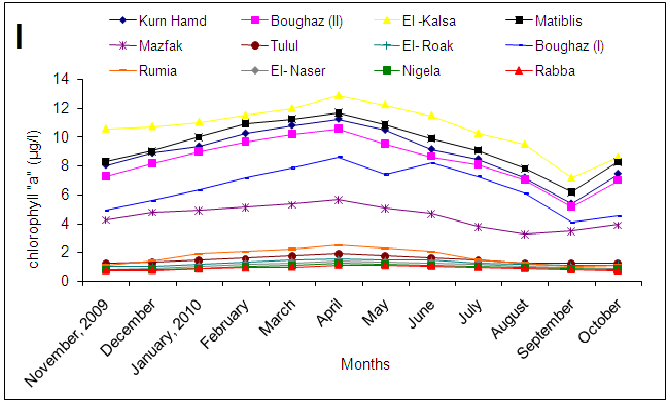 I
Kurn Hamd Boughaz (II) El -Kalsa Matiblis
Mazfak Tulul El- Roak Boughaz (I)
Rumia El- Naser Nigela Rabba
chlorophyll "a" (µg/l)
14
12
10
8
6
4
2
0
November, 2009 December January, 2010 February March April May June July August September October
Months